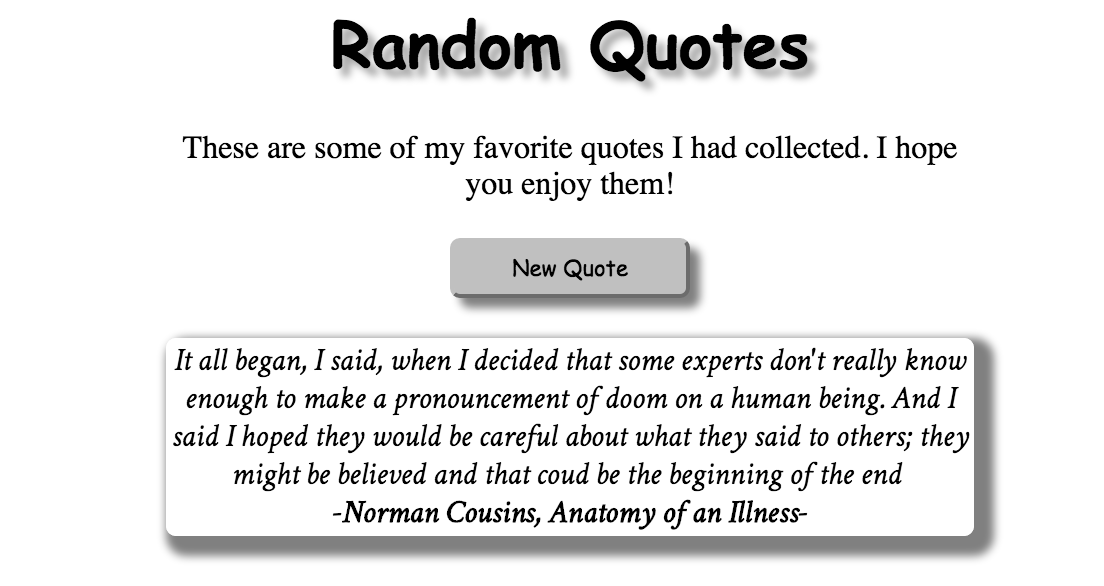 Random Quotes
These are some of my favorite quotes I had collected. I hope
you enjoy them!
New Quote
It all began, I said, when I decided that some experts don't really know
enough to make a pronouncement of doom on a human being. And I
said I hoped they would be careful about what they said to others; they
might be believed and that coud be the beginning of the end
-Norman Cousins, Anatomy of an Illness-